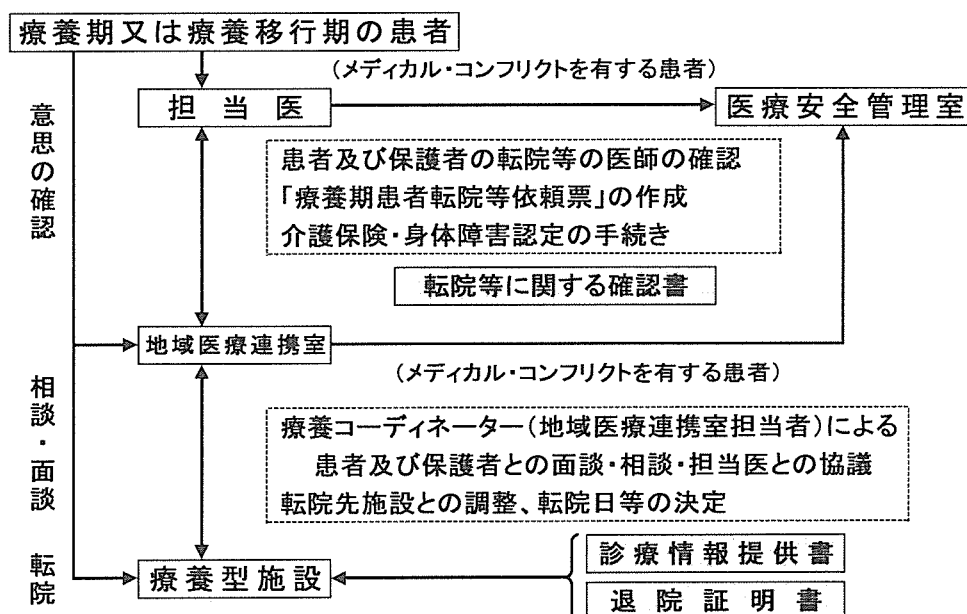 療養期又は療養移行期の患者
(メディカル・コンフリクトを有する患者)
担当医
医療安全管理室
意思の確認
患者及び保護者の転院等の医師の確認
「療養期患者転院等依頼票」の作成
介護保険・身体障害認定の手続き
転院等に関する確認書
地域医療連携室
(メディカル・コンフリクトを有する患者)
相談・面談
療養コーディネーター(地域医療連携室担当者)による
患者及び保護者との面談・相談・担当医との協議
転院先施設との調整、転院日等の決定
転院
療養型施設
診療情報提供書
退院証明書